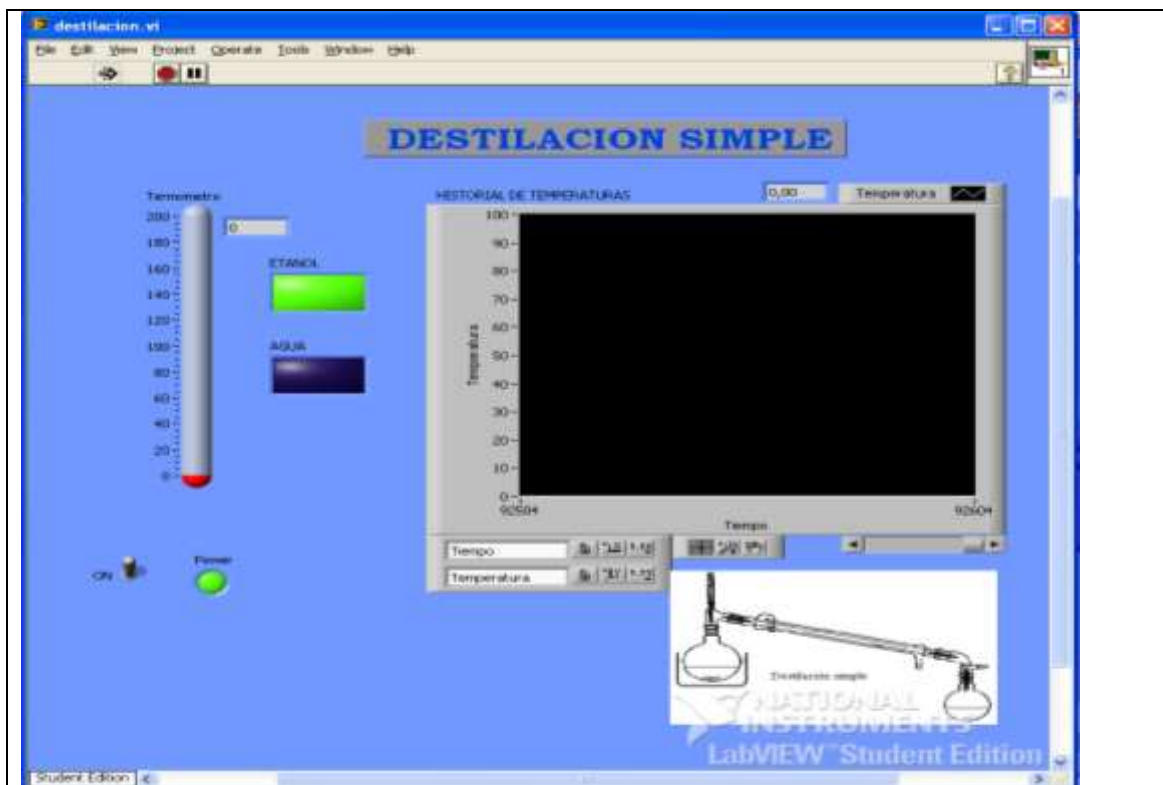 destilacion.vi
File Edit View Project Operate Tools Window Help
DESTILACION SIMPLE
Termometro
0
200
180
160
140
120
100
80
60
40
20
0
ETANOL
AGUA
ON
Power
HISTORIAL DE TEMPERATURAS
0,00
Temperatura
100
90
80
70
60
50
40
30
20
10
0
Temperatura
92504
92604
Tiempo
Tiempo
Temperatura
Destilación simple
NATIONAL
INSTRUMENTS
LabVIEW™ Student Edition
Student Edition